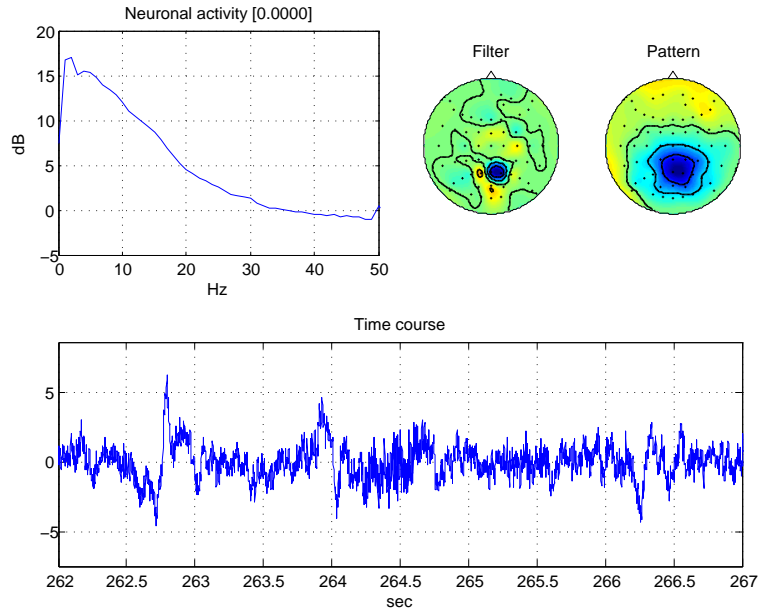 Neuronal activity [0.0000]
20
15
10
5
0
−5
dB
0 10 20 30 40 50
Hz
Filter
Pattern
Time course
5
0
−5
262 262.5 263 263.5 264 264.5 265 265.5 266 266.5 267
sec